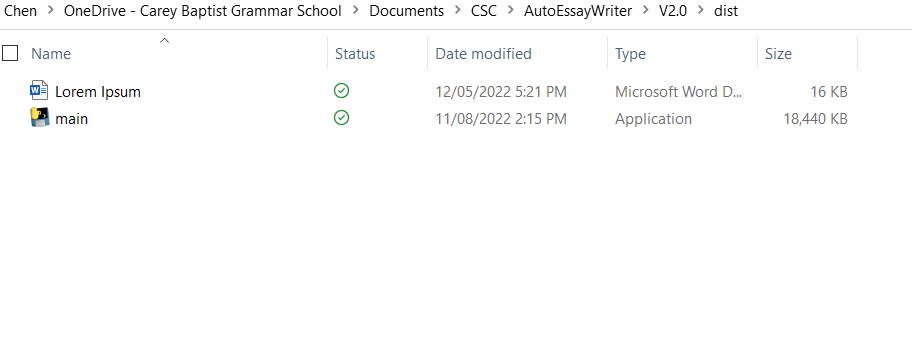 Chen > OneDrive - Carey Baptist Grammar School > Documents > CSC > AutoEssayWriter > V2.0 > dist
Name Status Date modified Type Size
Lorem Ipsum 12/05/2022 5:21 PM Microsoft Word D... 16 KB
main 11/08/2022 2:15 PM Application 18,440 KB